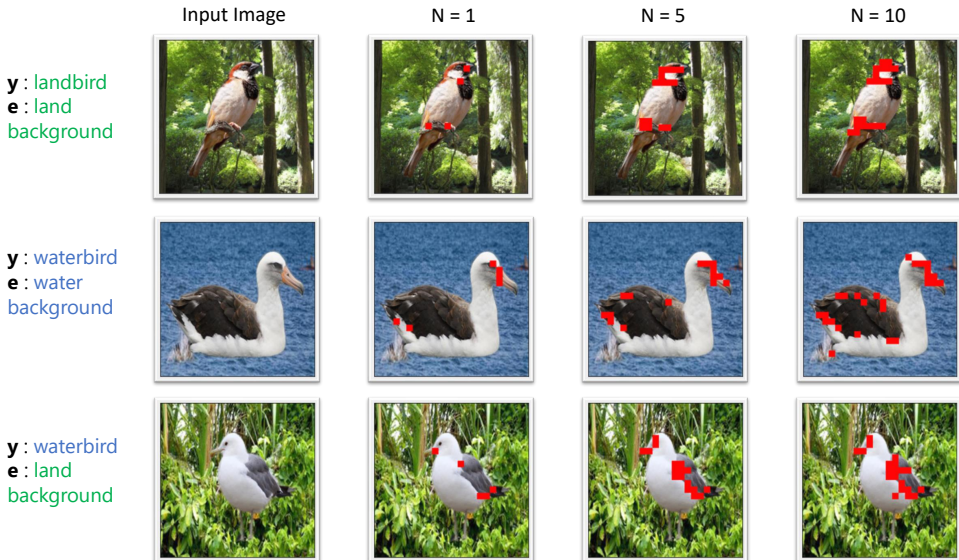 Input Image
N = 1
N = 5
N = 10
y : landbird
e : land
background
y : waterbird
e : water
background
y : waterbird
e : land
background